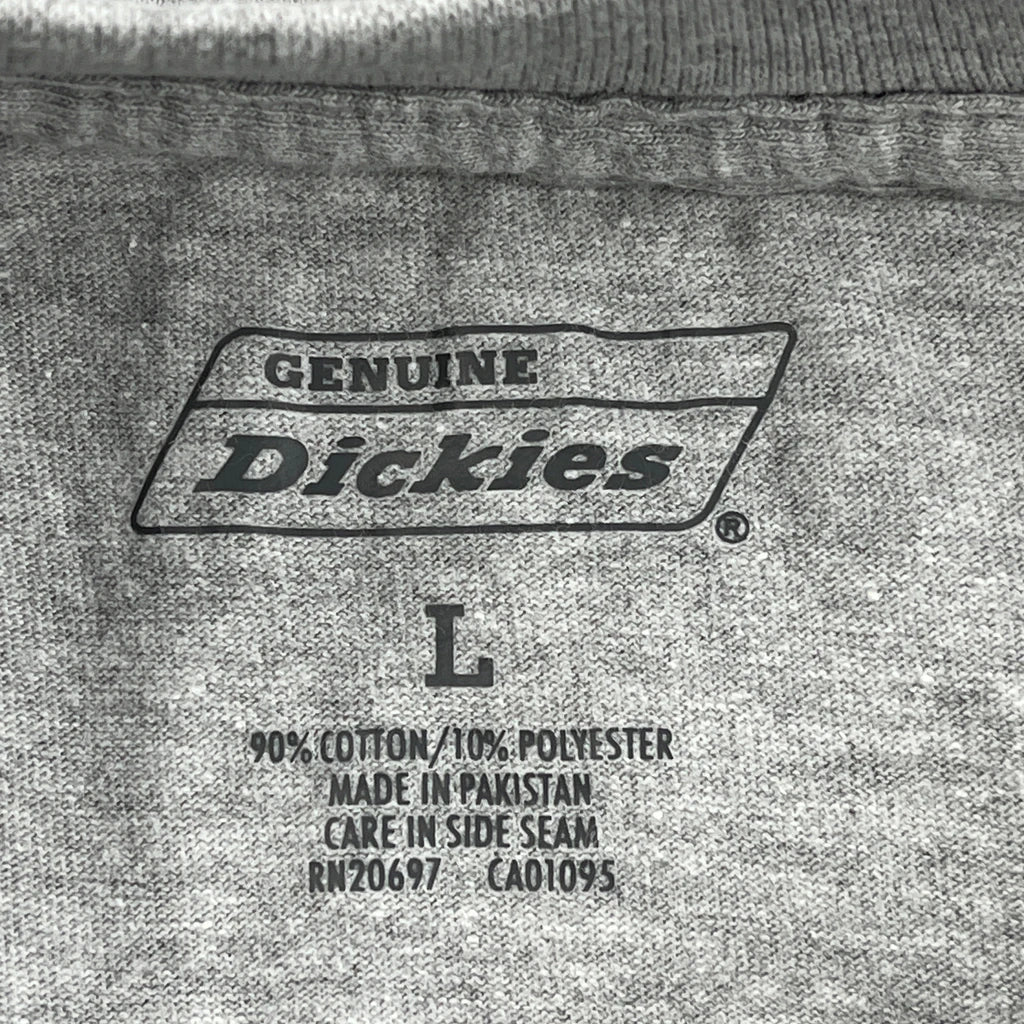 GENUINE
Dickies®
L
90% COTTON/10% POLYESTER
MADE IN PAKISTAN
CARE IN SIDE SEAM
RN20697 CA01095